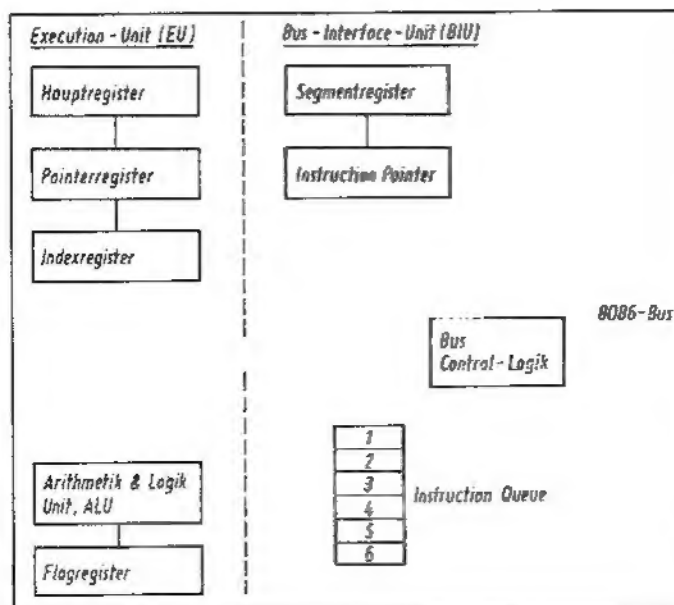 Execution-Unit (EU)
Hauptregister
Pointerregister
Indexregister
Arithmetik & Logik
Unit, ALU
Flagregister
Bus-Interface-Unit (BIU)
Segmentregister
Instruction Pointer
8086-Bus
Bus
Control-Logik
1
2
3
4
5
6
Instruction Queue